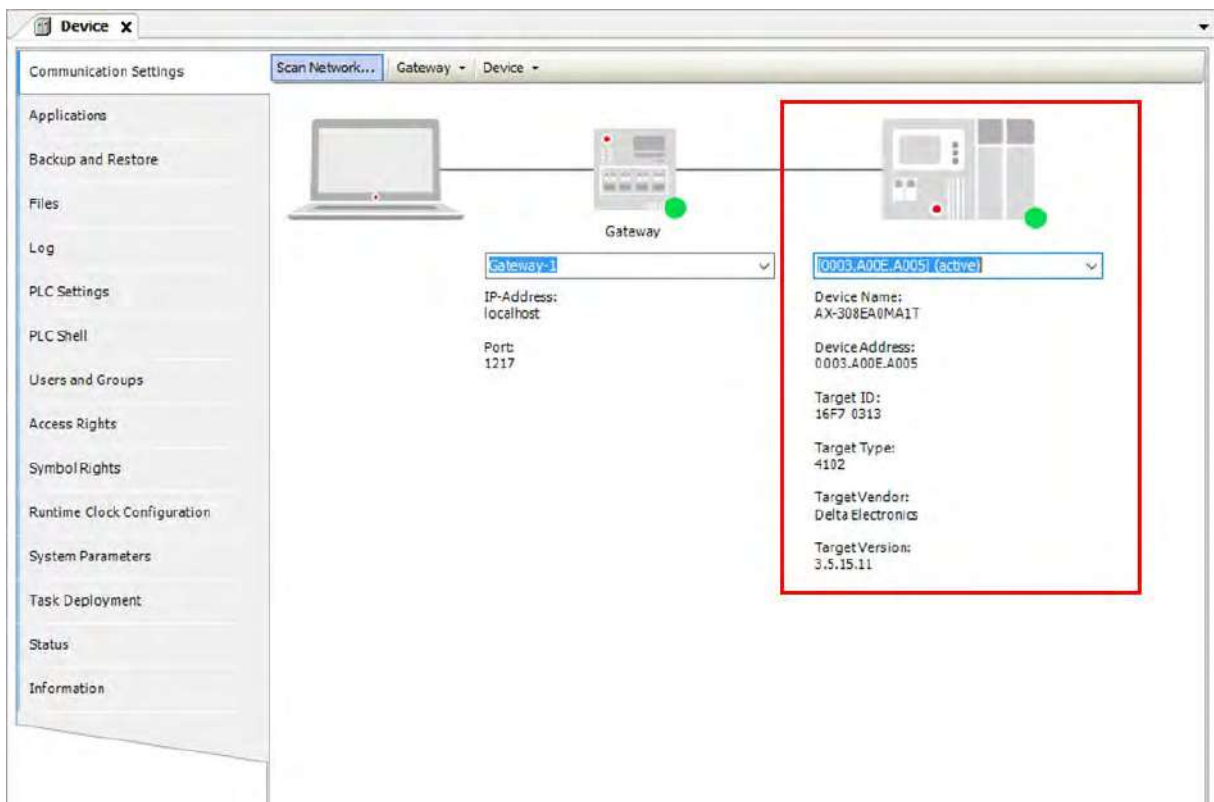 Device X
Communication Settings
Applications
Backup and Restore
Files
Log
PLC Settings
PLC Shell
Users and Groups
Access Rights
Symbol Rights
Runtime Clock Configuration
System Parameters
Task Deployment
Status
Information
Scan Network... Gateway Device
Gateway
Gateway-1
IP-Address:
localhost
Port:
1217
[0003.A00E.A005] (active)
Device Name:
AX-308EA0MA1T
Device Address:
0003.A00E.A005
Target ID:
16F7 0313
Target Type:
4102
Target Vendor:
Delta Electronics
Target Version:
3.5.15.11